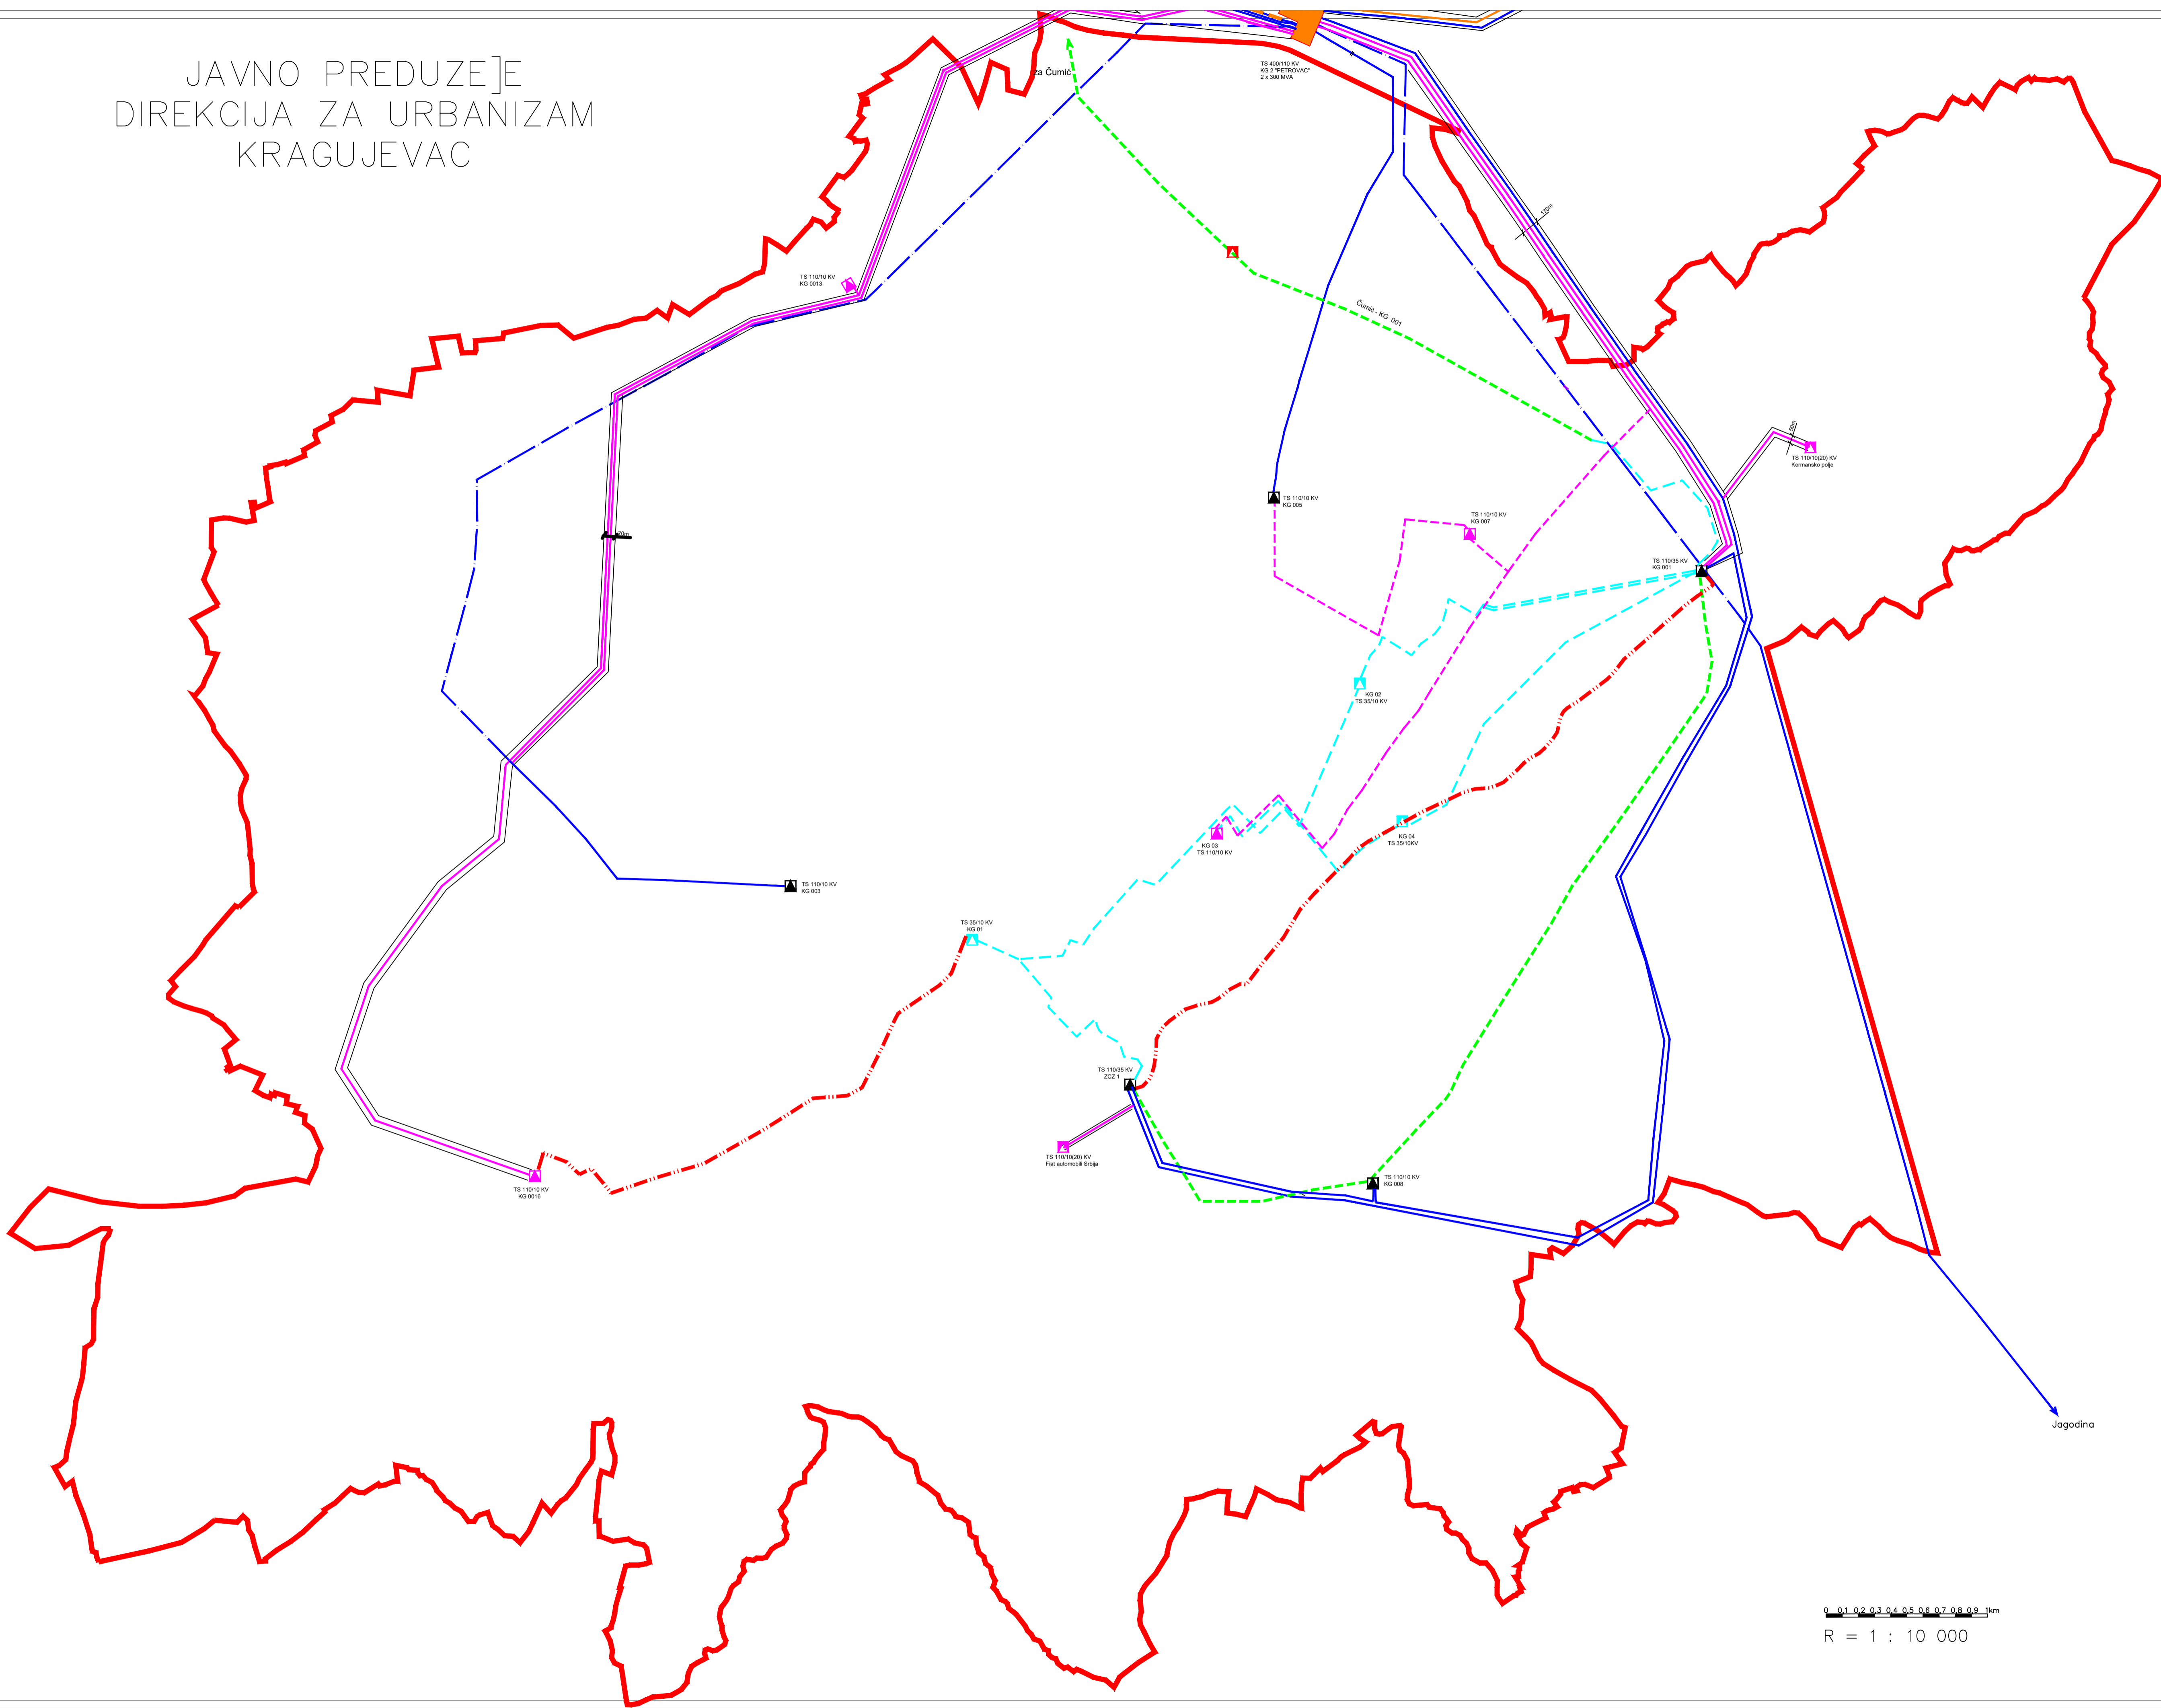 JAVNO PREDUZE]E
DIREKCIJA ZA URBANIZAM
KRAGUJEVAC
za Čumić
TS 400/110 KV
KG 2 "PETROVAC"
2 x 300 MVA
170m
TS 110/10 KV
KG 0013
Čumić - KG 001
50m
TS 110/10(20) KV
Kormansko polje
TS 110/10 KV
KG 005
TS 110/10 KV
KG 007
TS 110/35 KV
KG 001
KG 02
TS 35/10 KV
KG 04
TS 35/10KV
KG 03
TS 110/10 KV
TS 110/10 KV
KG 003
TS 35/10 KV
KG 01
TS 110/35 KV
ZCZ 1
TS 110/10(20) KV
Fiat automobili Srbija
TS 110/10 KV
KG 0016
TS 110/10 KV
KG 008
Jagodina
0 0,1 0,2 0,3 0,4 0,5 0,6 0,7 0,8 0,9 1km
R = 1 : 10 000